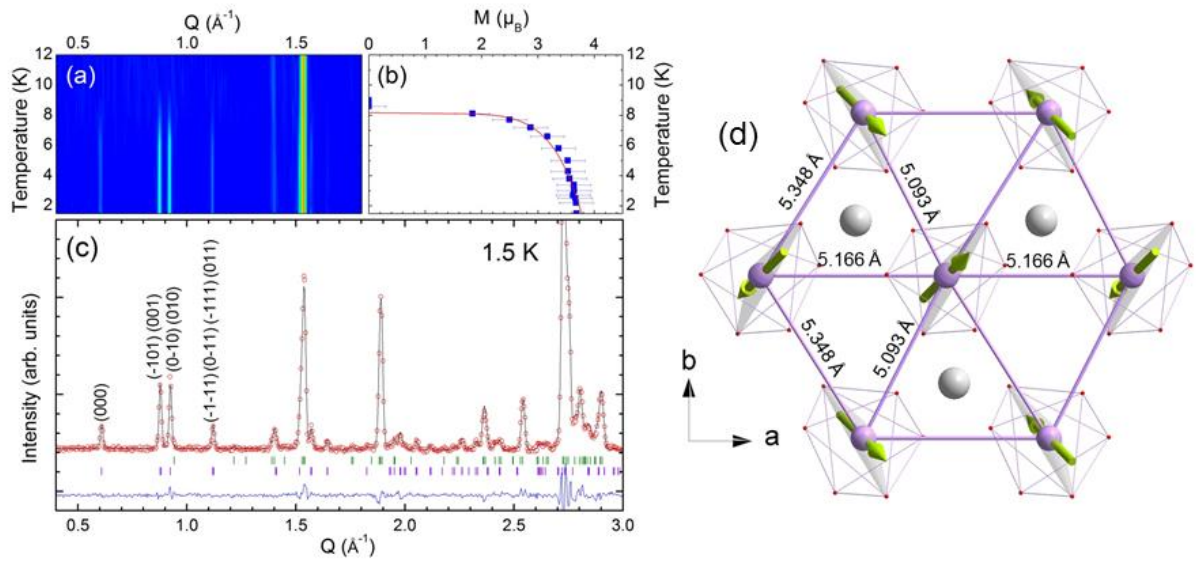 Q (Å⁻¹)
0.5 1.0 1.5
M (μ_B)
0 1 2 3 4
(a)
Temperature (K)
12
10
8
6
4
2
(b)
12
10
8
6
4
2
Temperature (K)
(c)
1.5 K
Intensity (arb. units)
(000)
(-101) (001)
(0-10) (010)
(-1-11) (0-11) (-111) (011)
0.5 1.0 1.5 2.0 2.5 3.0
Q (Å⁻¹)
(d)
5.348 Å
5.093 Å
5.166 Å
5.166 Å
5.348 Å
5.093 Å
b
a